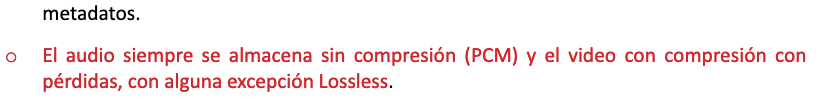 metadatos.
o El audio siempre se almacena sin compresión (PCM) y el video con compresión con
pérdidas, con alguna excepción Lossless.